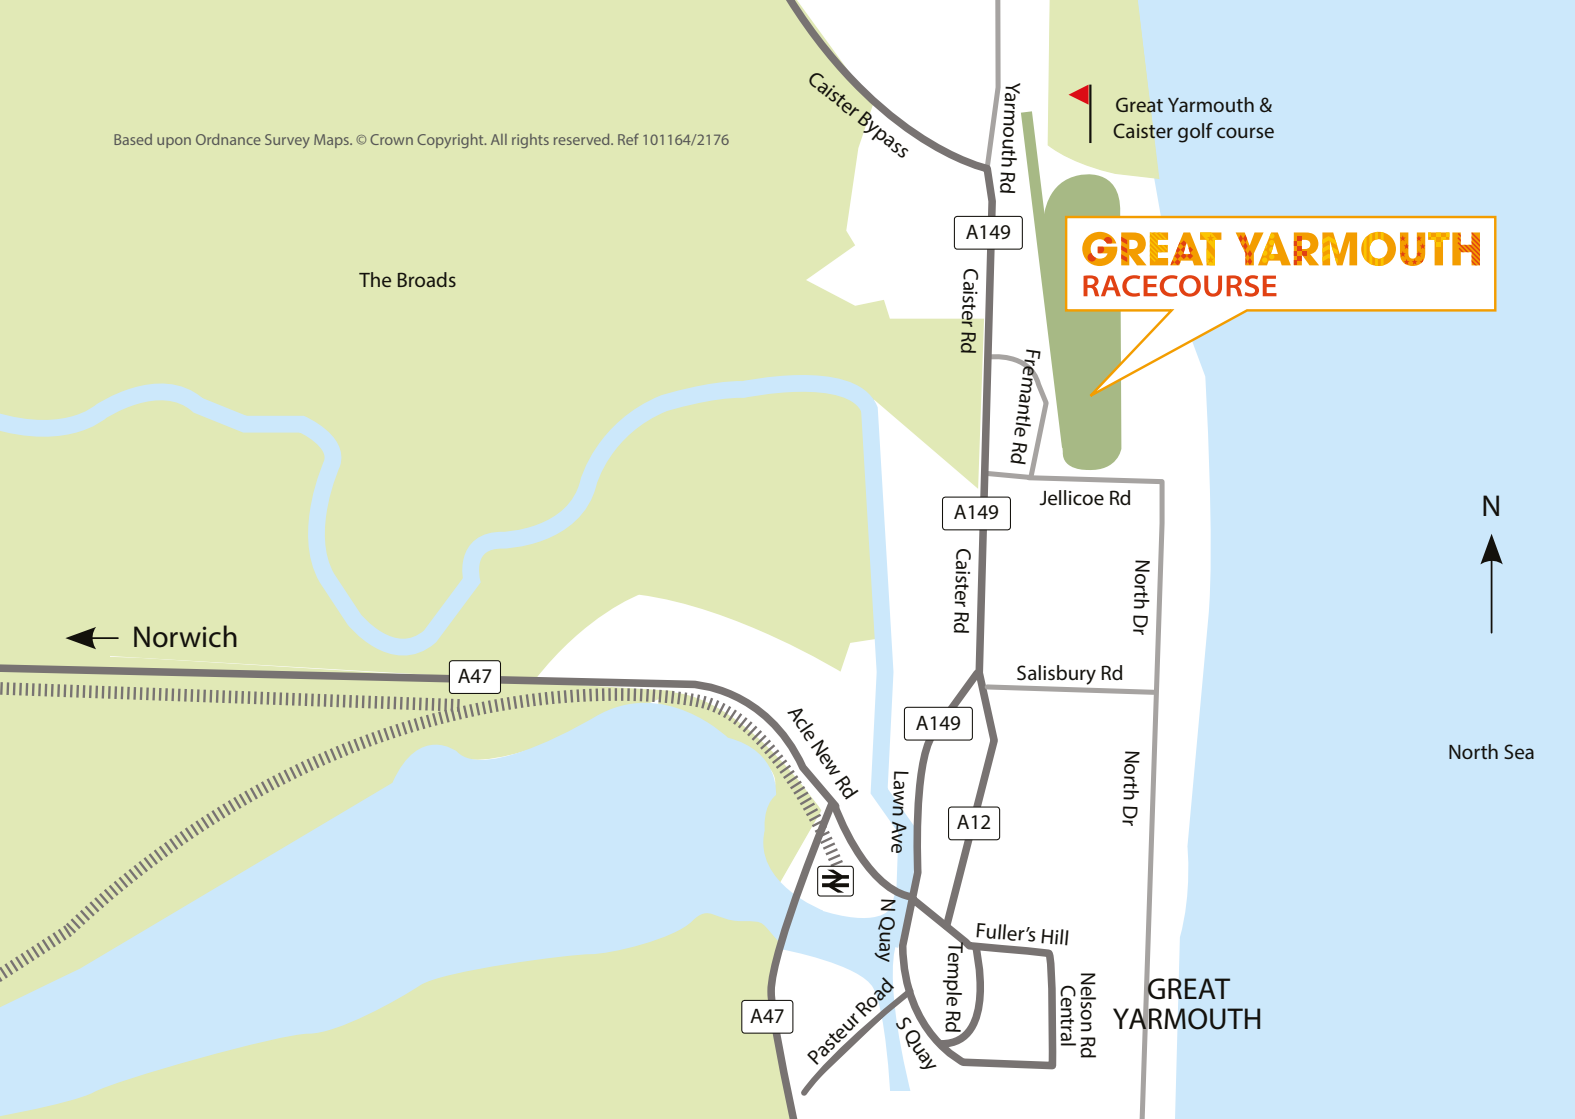 Caister Bypass
Yarmouth Rd
Great Yarmouth &
Caister golf course
Based upon Ordnance Survey Maps. © Crown Copyright. All rights reserved. Ref 101164/2176
A149
GREAT YARMOUTH
RACECOURSE
The Broads
Caister Rd
Fremantle Rd
Jellicoe Rd
A149
N
Caister Rd
North Dr
Norwich
A47
Salisbury Rd
Acle New Rd
A149
North Sea
Lawn Ave
North Dr
A12
N Quay
Fuller's Hill
Temple Rd
Nelson Rd
Central
GREAT
YARMOUTH
A47
Pasteur Road
S Quay